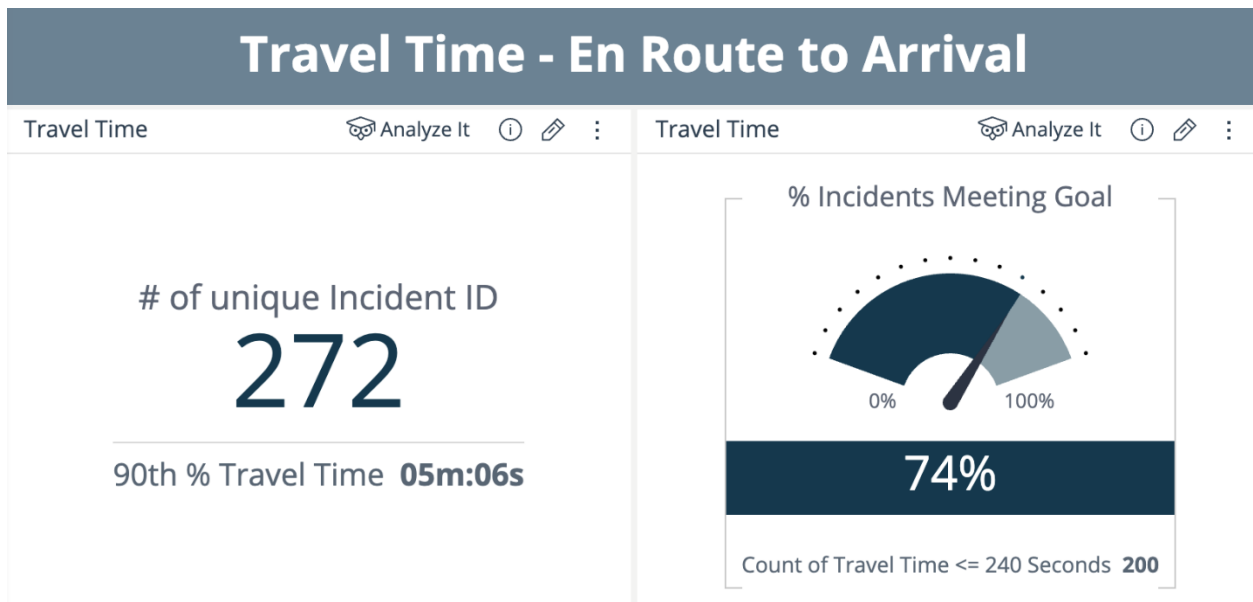 Travel Time - En Route to Arrival
Travel Time Analyze It
# of unique Incident ID
272
90th % Travel Time 05m:06s
Travel Time Analyze It
% Incidents Meeting Goal
0% 100%
74%
Count of Travel Time <= 240 Seconds 200